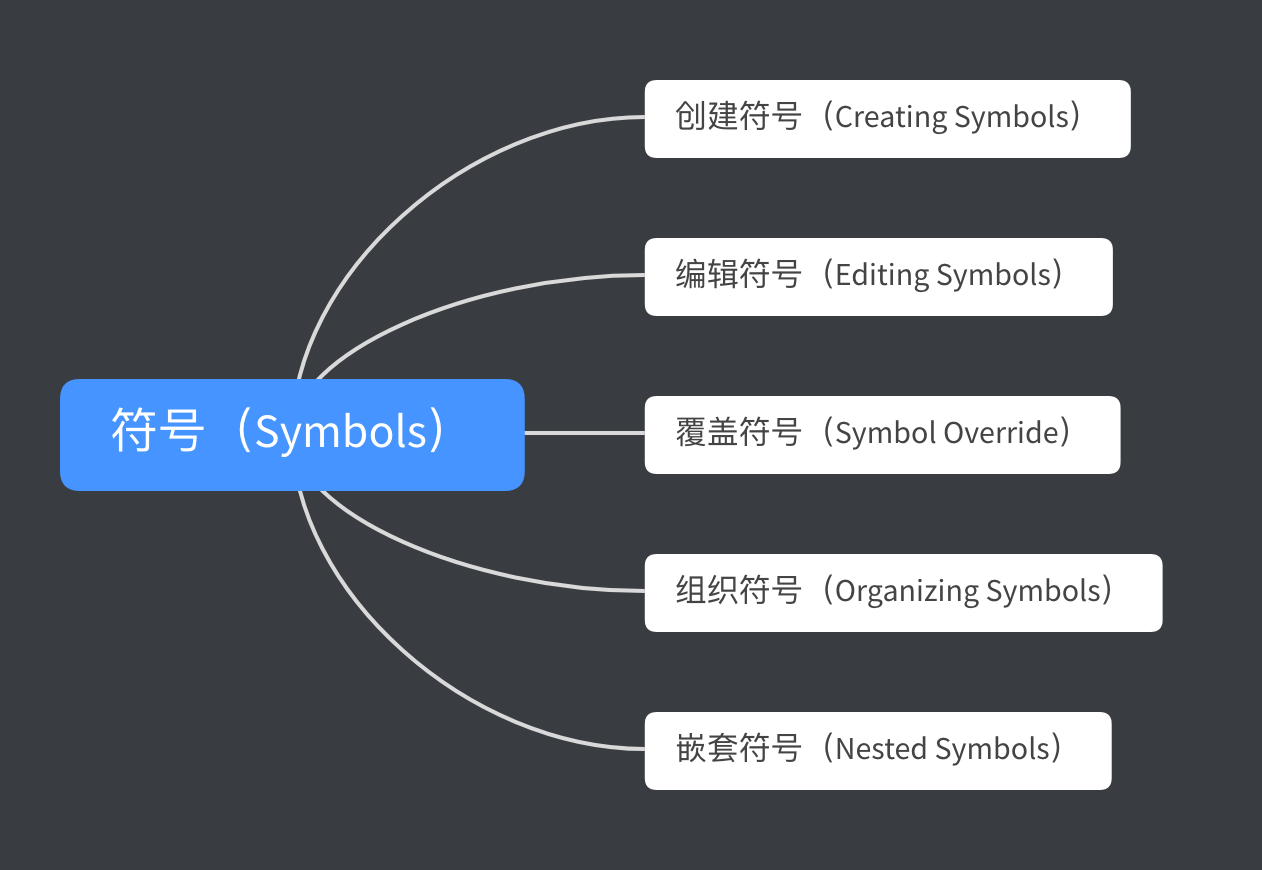 创建符号（Creating Symbols）
编辑符号（Editing Symbols）
符号（Symbols）
覆盖符号（Symbol Override）
组织符号（Organizing Symbols）
嵌套符号（Nested Symbols）